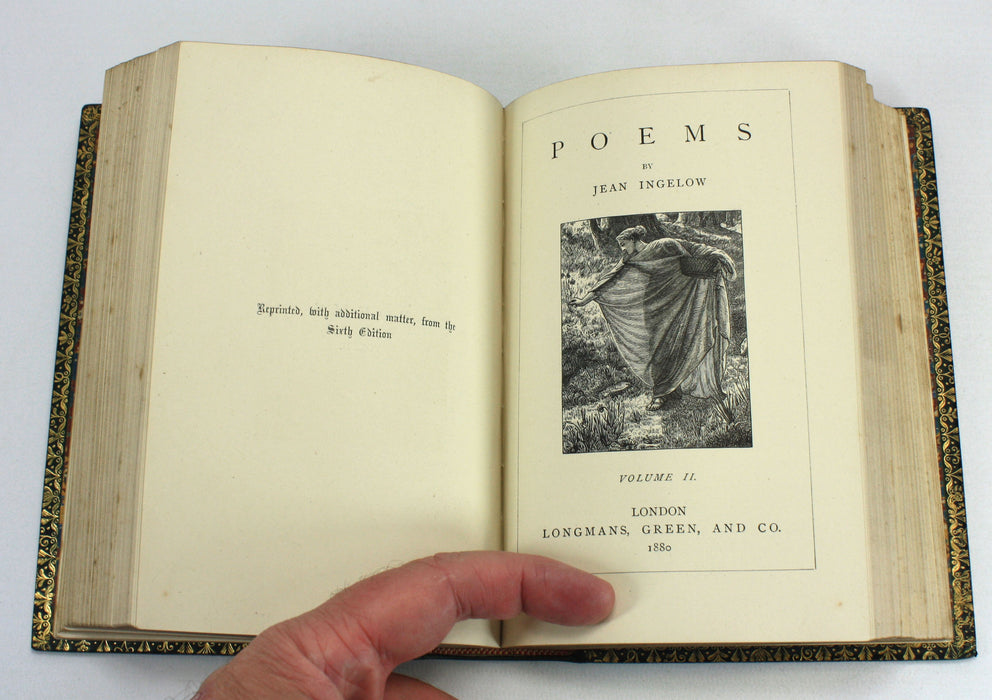 Reprinted, with additional matter, from the
Sixth Edition
POEMS
BY
JEAN INGELOW
VOLUME II.
LONDON
LONGMANS, GREEN, AND CO.
1880